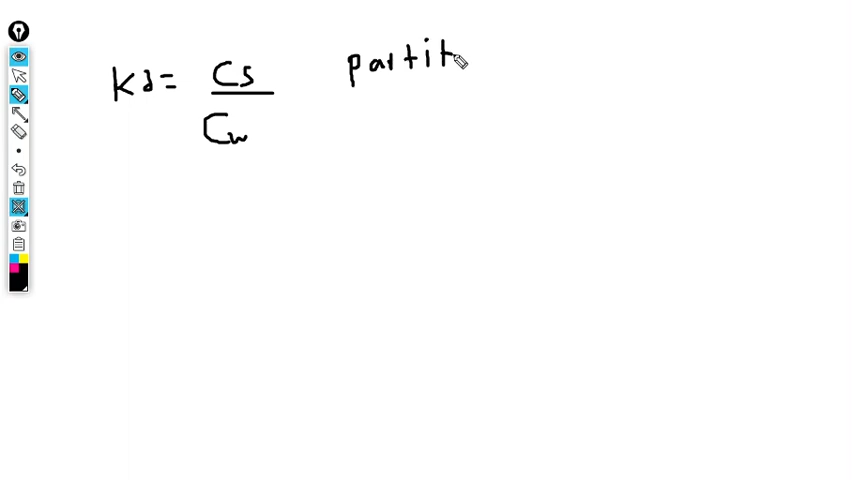 Kd = Cs / Cw
partit